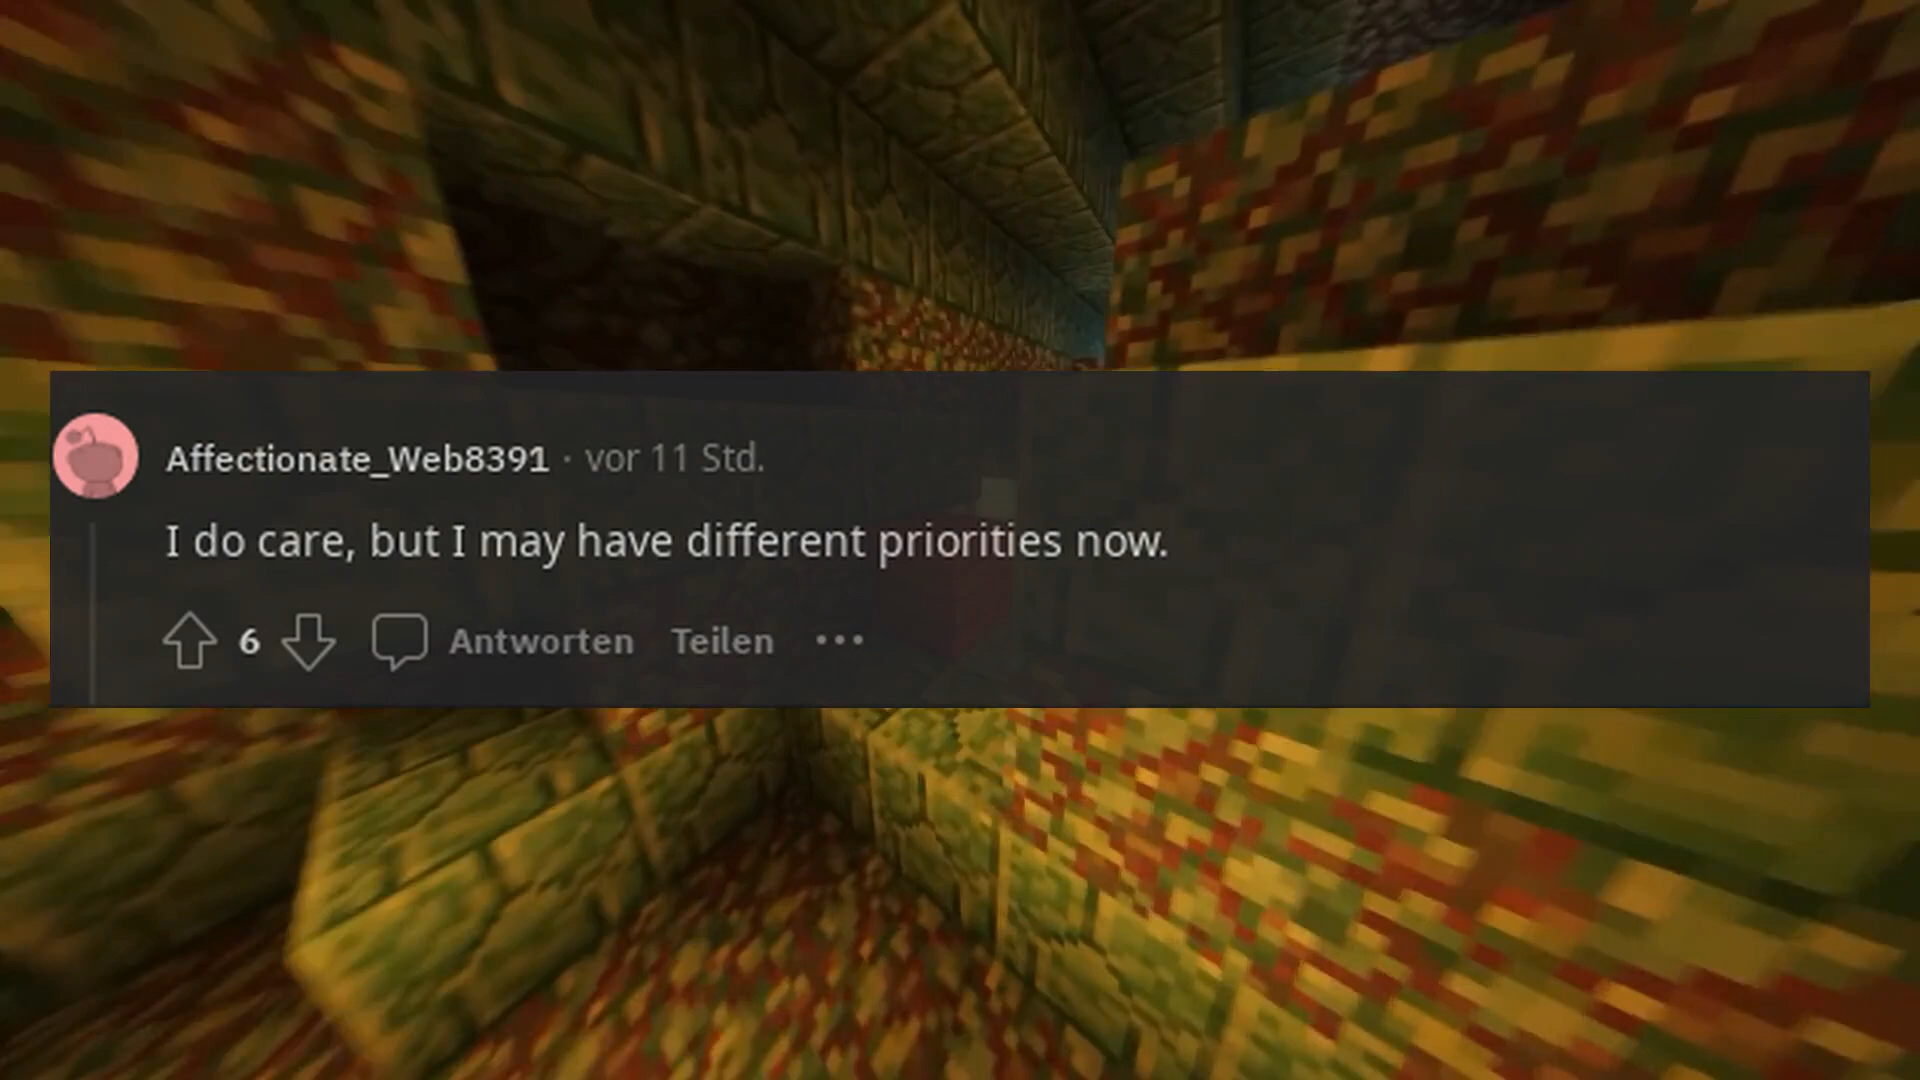 Affectionate_Web8391 · vor 11 Std.
I do care, but I may have different priorities now.
6 Antworten Teilen ...